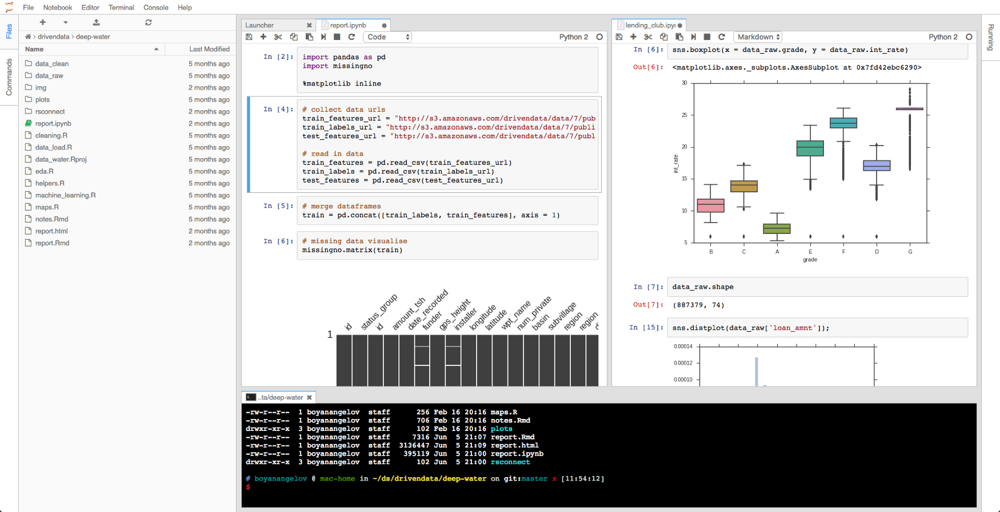 File Notebook Editor Terminal Console Help
Files
Commands
drivendata > deep-water
Name Last Modified
data_clean 5 months ago
data_raw 5 months ago
img 2 months ago
plots 5 months ago
rsconnect 2 months ago
report.ipynb 2 months ago
cleaning.R 5 months ago
data_load.R 5 months ago
data_water.Rproj 5 months ago
eda.R 5 months ago
helpers.R 5 months ago
machine_learning.R 5 months ago
maps.R 5 months ago
notes.Rmd 5 months ago
report.html 2 months ago
report.Rmd 2 months ago
Launcher report.ipynb
Code Python 2
In [2]: import pandas as pd
import missingno
%matplotlib inline
In [4]: # collect data urls
train_features_url = "http://s3.amazonaws.com/drivendata/data/7/pub
train_labels_url = "http://s3.amazonaws.com/drivendata/data/7/publi
test_features_url = "http://s3.amazonaws.com/drivendata/data/7/publ
# read in data
train_features = pd.read_csv(train_features_url)
train_labels = pd.read_csv(train_labels_url)
test_features = pd.read_csv(test_features_url)
In [5]: # merge dataframes
train = pd.concat([train_labels, train_features], axis = 1)
In [6]: # missing data visualise
missingno.matrix(train)
id
status_group
id
amount_tsh
date_recorded
funder
gps_height
installer
longitude
latitude
wpt_name
num_private
basin
subvillage
region
region
d
1
lending_club.ipyn
Markdown Python 2
In [6]: sns.boxplot(x = data_raw.grade, y = data_raw.int_rate)
Out[6]: <matplotlib.axes._subplots.AxesSubplot at 0x7fd42ebc6290>
30
25
20
int_rate
15
10
5
B C A E F D G
grade
In [7]: data_raw.shape
Out[7]: (887379, 74)
In [15]: sns.distplot(data_raw['loan_amnt']);
0.00014
0.00012
0.00010
Running
..ta/deep-water
-rw-r--r-- 1 boyanangelov staff 256 Feb 16 20:16 maps.R
-rw-r--r-- 1 boyanangelov staff 706 Feb 16 20:16 notes.Rmd
drwxr-xr-x 3 boyanangelov staff 102 Feb 16 20:16 plots
-rw-r--r-- 1 boyanangelov staff 7316 Jun 5 21:07 report.Rmd
-rw-r--r-- 1 boyanangelov staff 3136447 Jun 5 21:09 report.html
-rw-r--r-- 1 boyanangelov staff 395119 Jun 5 21:00 report.ipynb
drwxr-xr-x 3 boyanangelov staff 102 Jun 5 21:00 rsconnect
# boyanangelov @ mac-home in ~/ds/drivendata/deep-water on git:master x [11:54:12]
$